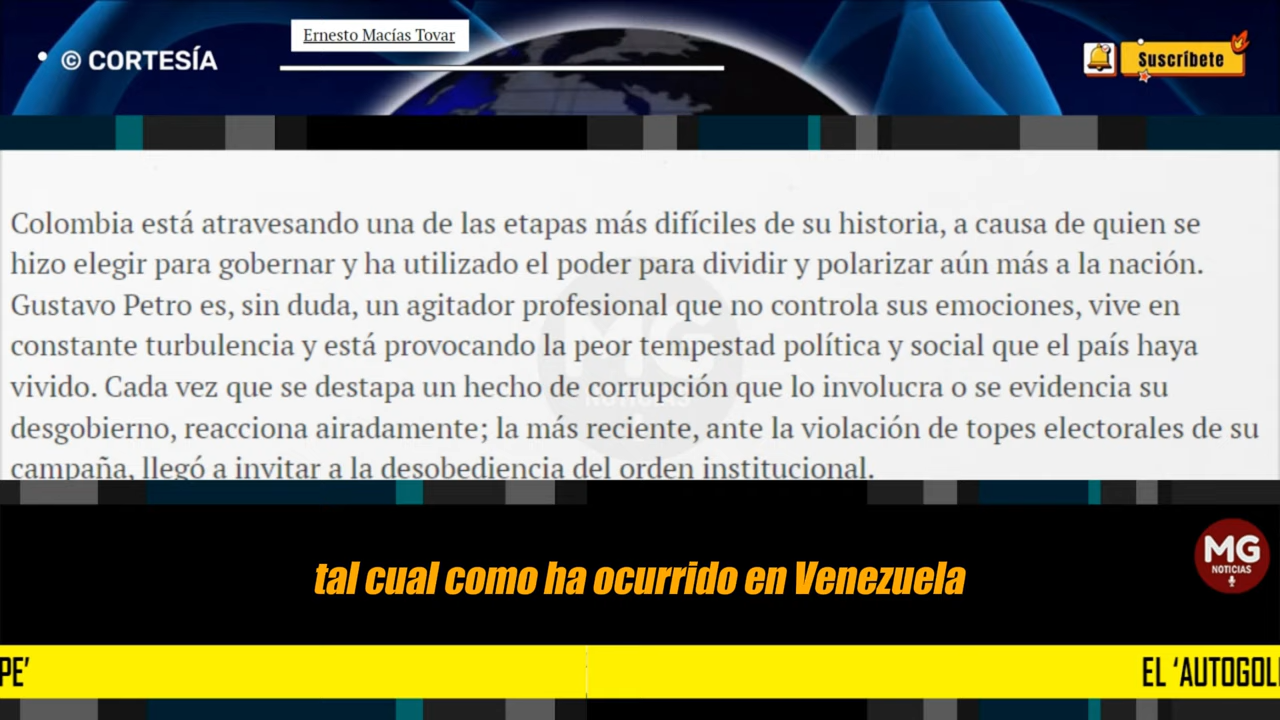 Ernesto Macías Tovar
© CORTESÍA
Suscríbete
Colombia está atravesando una de las etapas más difíciles de su historia, a causa de quien se
hizo elegir para gobernar y ha utilizado el poder para dividir y polarizar aún más a la nación.
Gustavo Petro es, sin duda, un agitador profesional que no controla sus emociones, vive en
constante turbulencia y está provocando la peor tempestad política y social que el país haya
vivido. Cada vez que se destapa un hecho de corrupción que lo involucra o se evidencia su
desgobierno, reacciona airadamente; la más reciente, ante la violación de topes electorales de su
campaña, llegó a invitar a la desobediencia del orden institucional.
MG
NOTICIAS
tal cual como ha ocurrido en Venezuela
MG
NOTICIAS
PE’
EL ‘AUTOGOL